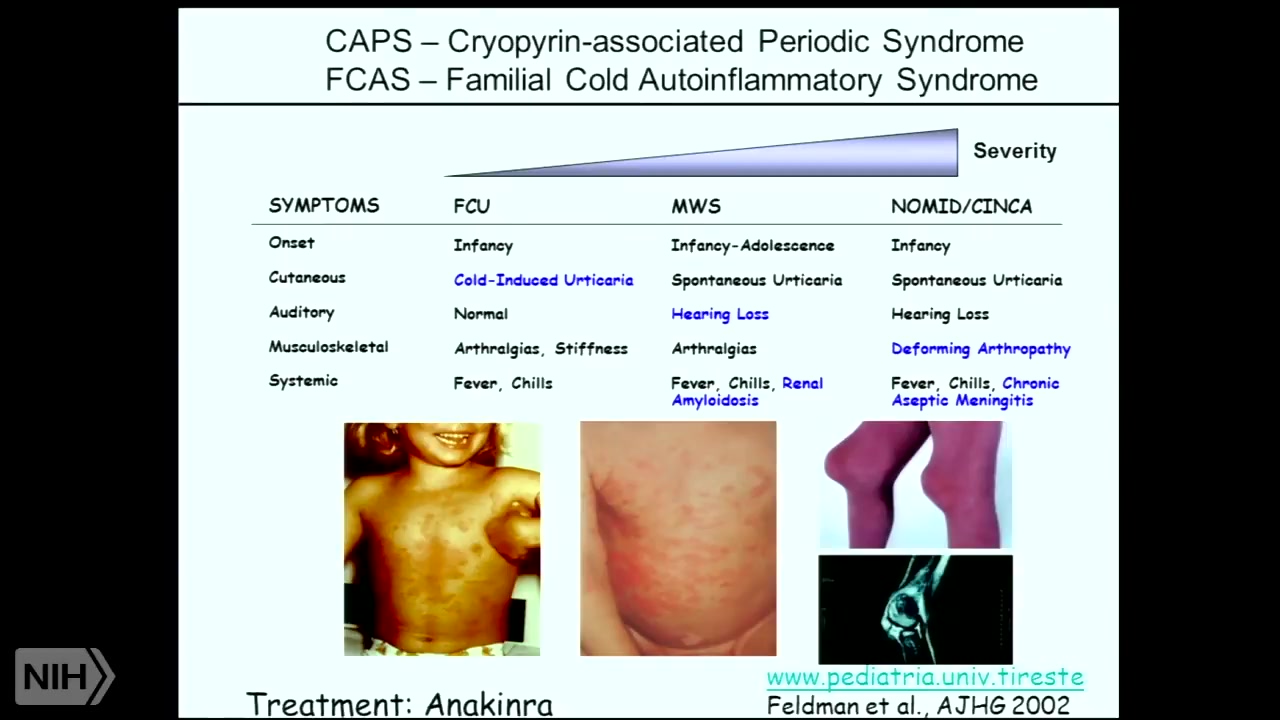 CAPS – Cryopyrin-associated Periodic Syndrome
FCAS – Familial Cold Autoinflammatory Syndrome
Severity
SYMPTOMS FCU MWS NOMID/CINCA
Onset Infancy Infancy-Adolescence Infancy
Cutaneous Cold-Induced Urticaria Spontaneous Urticaria Spontaneous Urticaria
Auditory Normal Hearing Loss Hearing Loss
Musculoskeletal Arthralgias, Stiffness Arthralgias Deforming Arthropathy
Systemic Fever, Chills Fever, Chills, Renal Fever, Chills, Chronic
Amyloidosis Aseptic Meningitis
www.pediatria.univ.tireste
Treatment: Anakinra Feldman et al., AJHG 2002
NIH